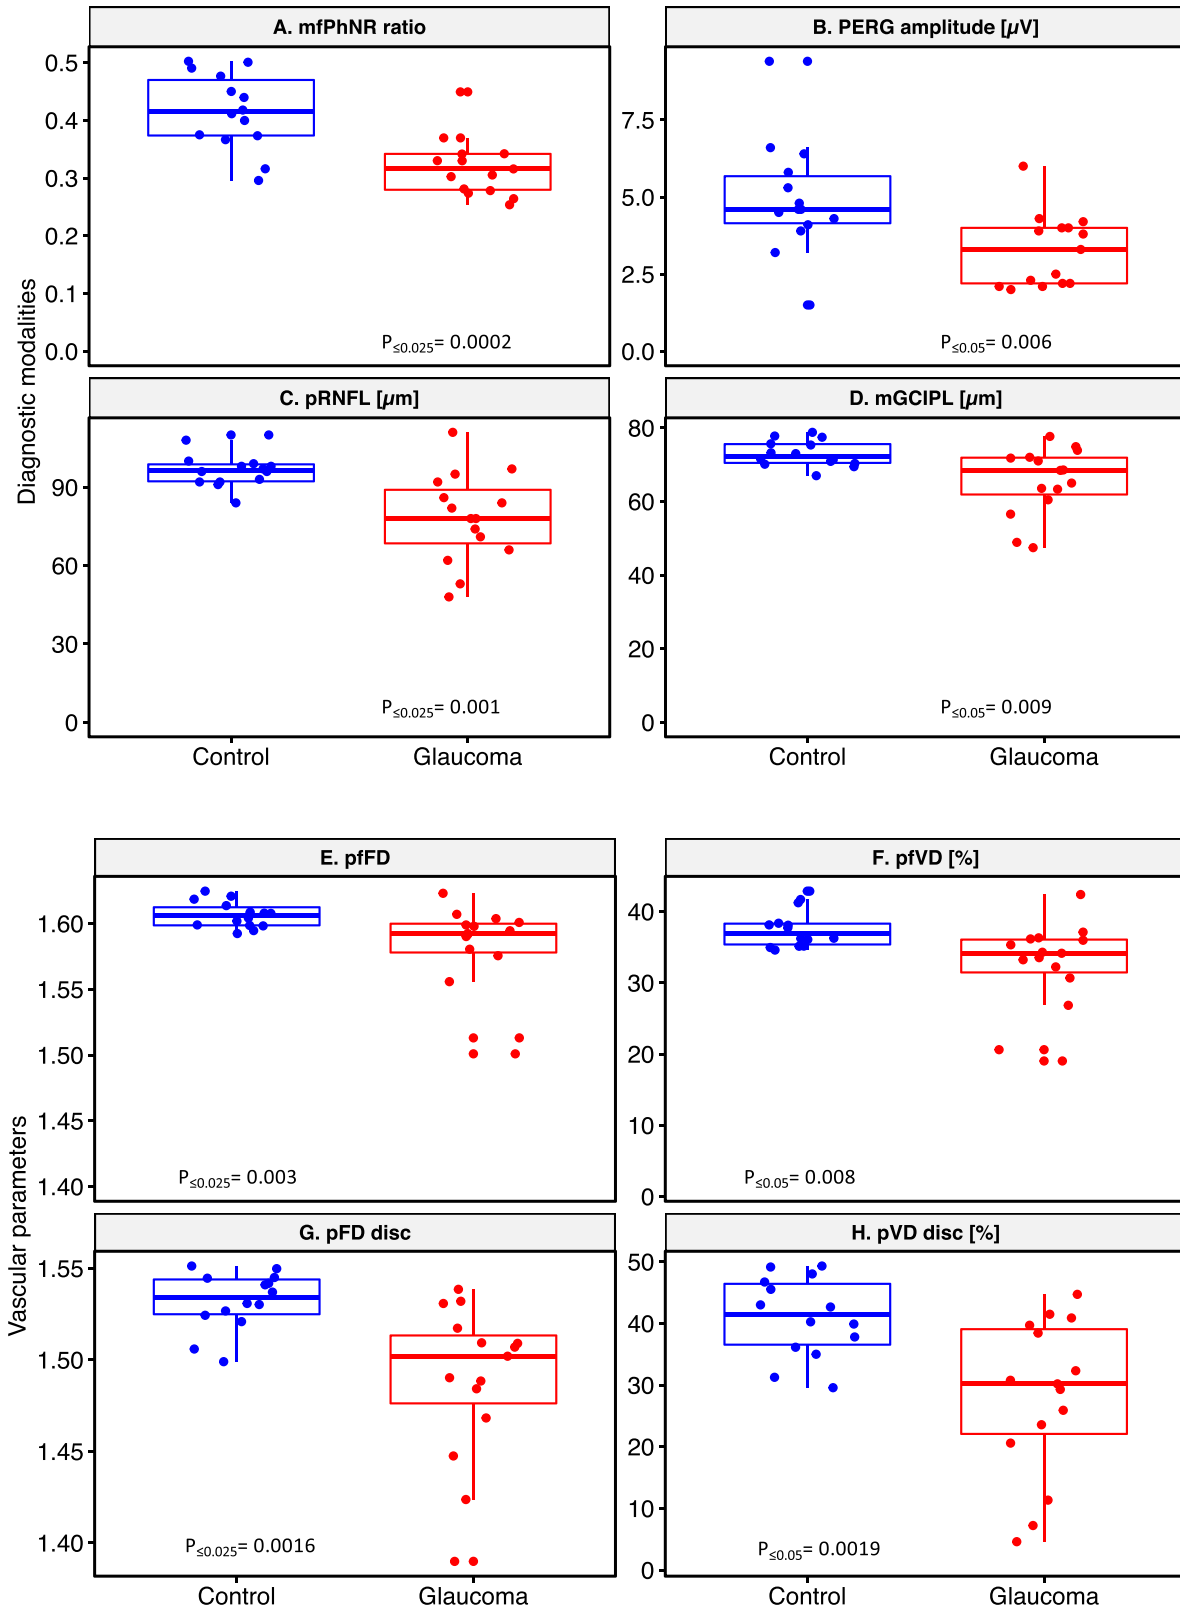 A. mfPhNR ratio
B. PERG amplitude [µV]
0.5
0.4
0.3
0.2
0.1
0.0
7.5
5.0
2.5
0.0
P≤0.025= 0.0002
P≤0.05= 0.006
Diagnostic modalities
C. pRNFL [µm]
D. mGCIPL [µm]
90
60
30
0
80
60
40
20
0
P≤0.025= 0.001
P≤0.05= 0.009
Control
Glaucoma
Control
Glaucoma
E. pfFD
F. pfVD [%]
1.60
1.55
1.50
1.45
1.40
40
30
20
10
0
P≤0.025= 0.003
P≤0.05= 0.008
Vascular parameters
G. pFD disc
H. pVD disc [%]
1.55
1.50
1.45
1.40
50
40
30
20
10
0
P≤0.025= 0.0016
P≤0.05= 0.0019
Control
Glaucoma
Control
Glaucoma